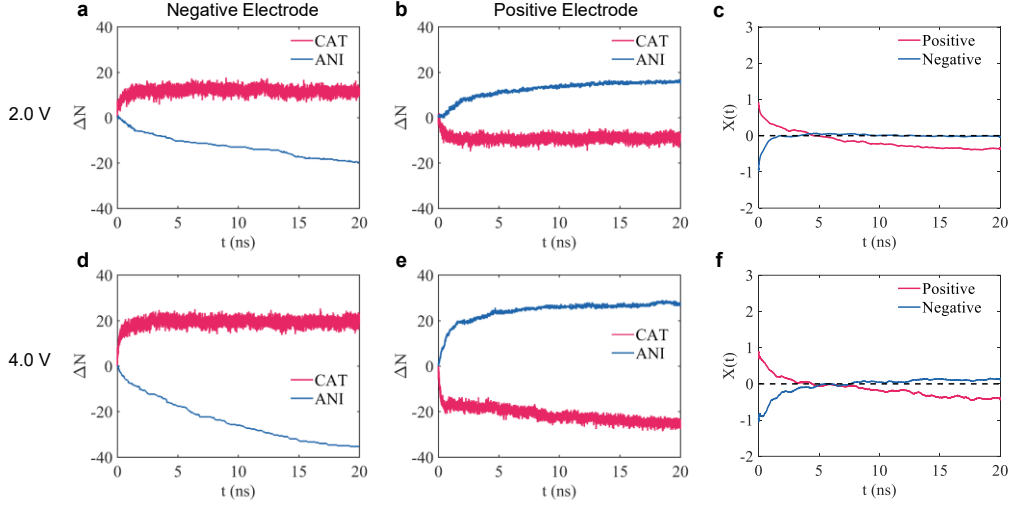 Negative Electrode
Positive Electrode
2.0 V
a
40
20
0
-20
-40
ΔN
CAT
ANI
0 5 10 15 20
t (ns)
b
40
20
0
-20
-40
ΔN
CAT
ANI
0 5 10 15 20
t (ns)
c
3
2
1
0
-1
-2
X(t)
Positive
Negative
0 5 10 15 20
t (ns)
4.0 V
d
40
20
0
-20
-40
ΔN
CAT
ANI
0 5 10 15 20
t (ns)
e
40
20
0
-20
-40
ΔN
CAT
ANI
0 5 10 15 20
t (ns)
f
3
2
1
0
-1
-2
X(t)
Positive
Negative
0 5 10 15 20
t (ns)